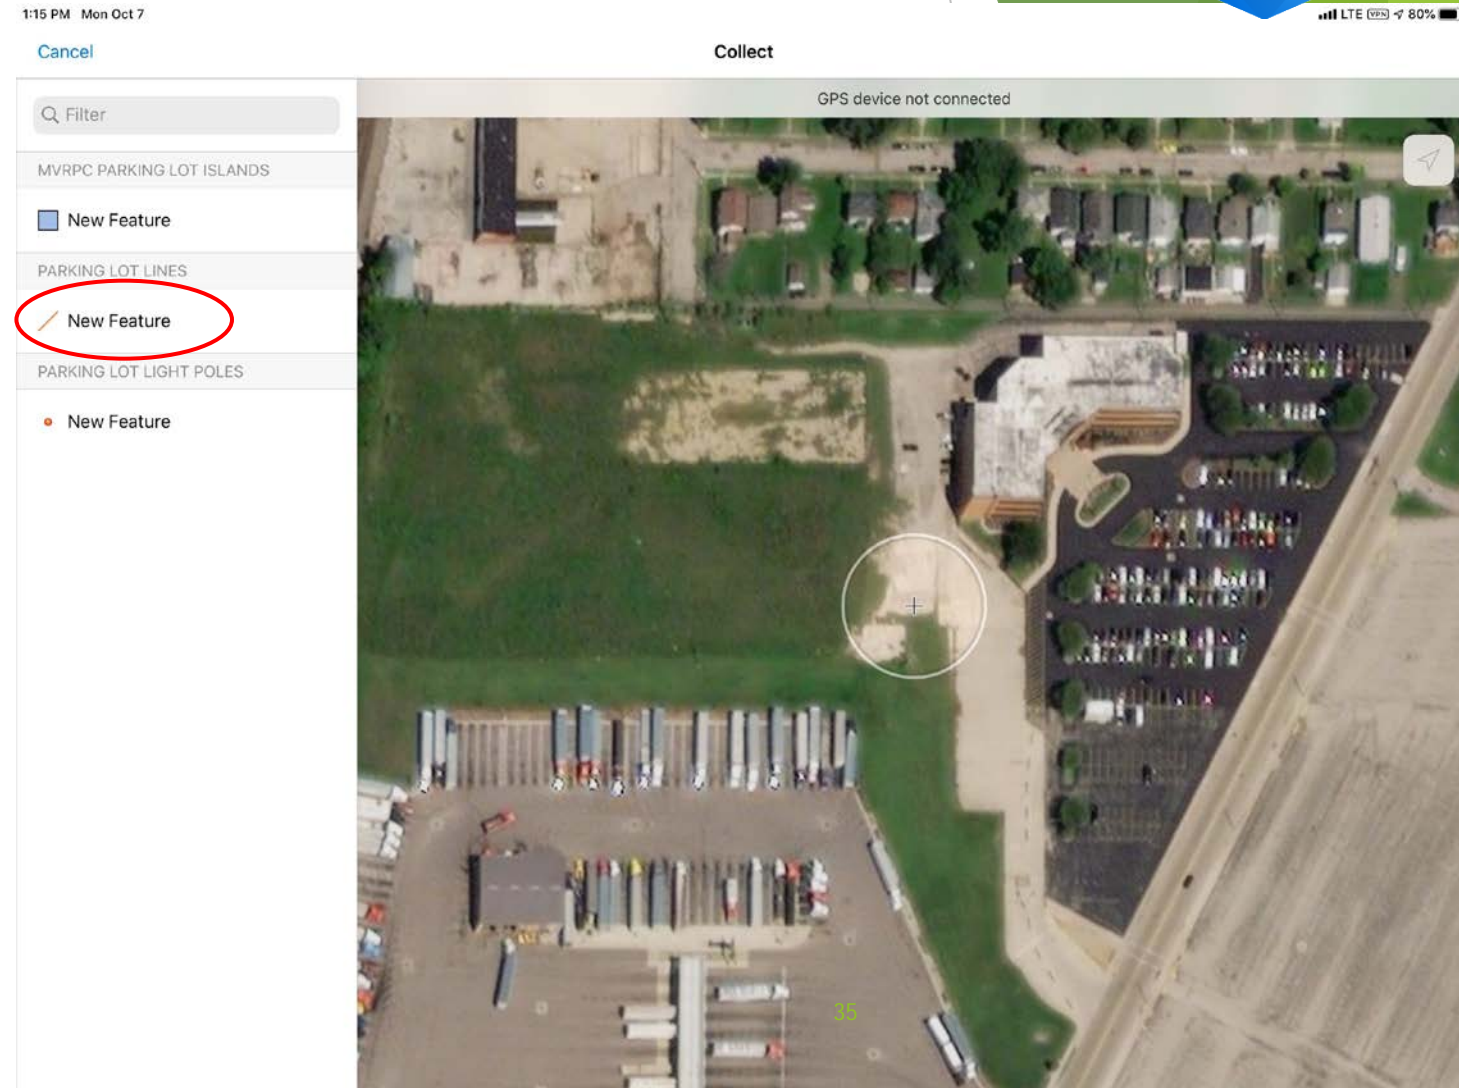 1:15 PM Mon Oct 7
LTE VPN 80%
Cancel
Collect
Filter
GPS device not connected
MVRPC PARKING LOT ISLANDS
New Feature
PARKING LOT LINES
New Feature
PARKING LOT LIGHT POLES
New Feature
35